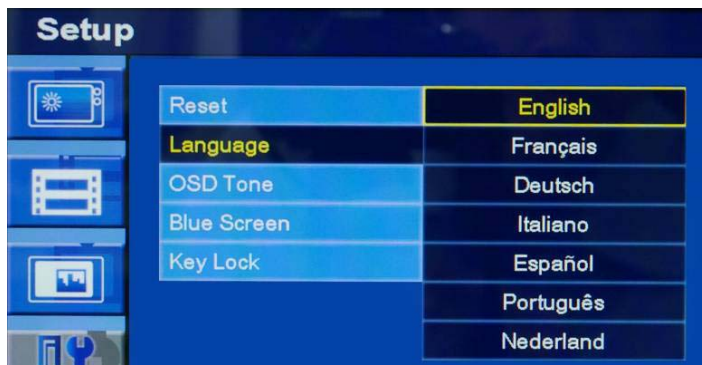 Setup
Reset
English
Language
Français
OSD Tone
Deutsch
Blue Screen
Italiano
Key Lock
Español
Português
Nederland